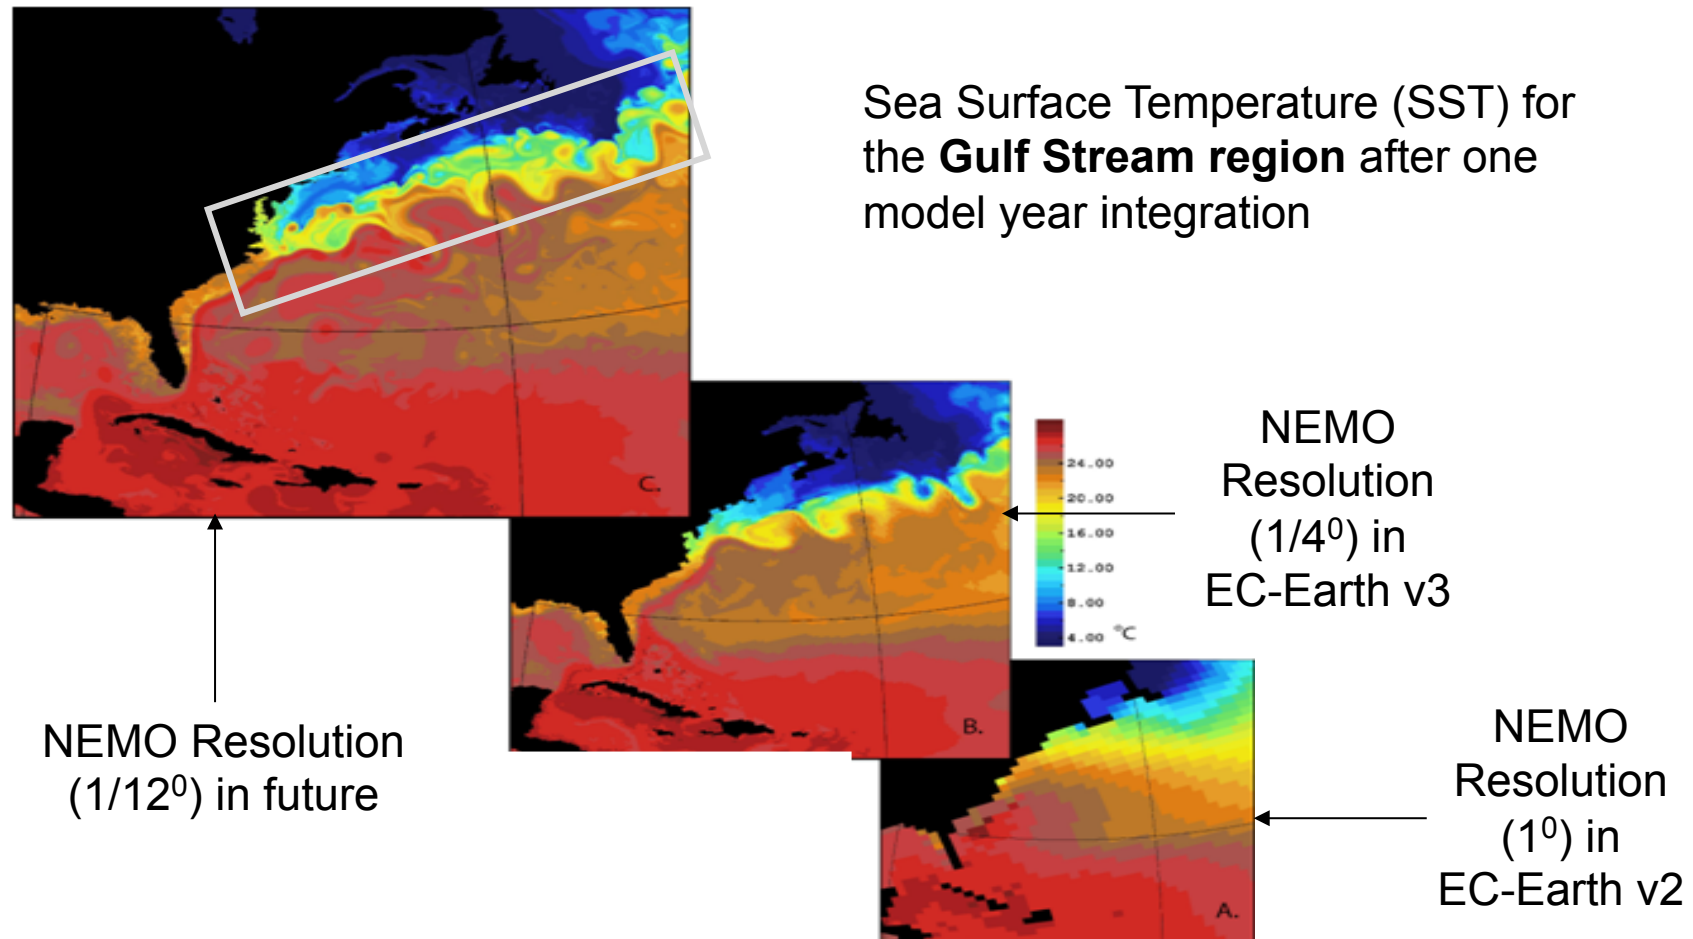 Sea Surface Temperature (SST) for
the Gulf Stream region after one
model year integration
C.
NEMO
Resolution
(1/4⁰) in
EC-Earth v3
24.00
20.00
16.00
12.00
8.00
4.00 °C
B.
NEMO Resolution
(1/12⁰) in future
NEMO
Resolution
(1⁰) in
EC-Earth v2
A.